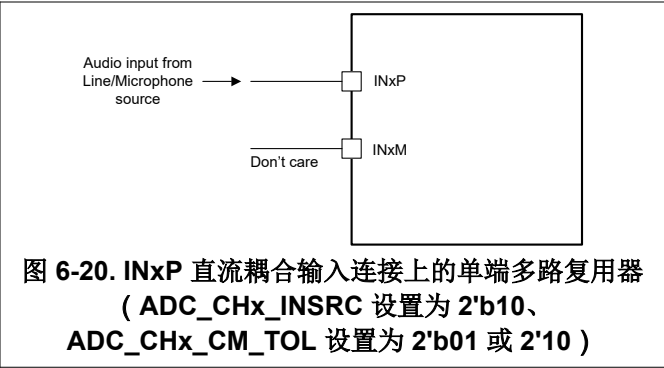 Audio input from
Line/Microphone
source
INxP
INxM
Don't care
图 6-20. INxP 直流耦合输入连接上的单端多路复用器
（ADC_CHx_INSRC 设置为 2'b10、
ADC_CHx_CM_TOL 设置为 2'b01 或 2'10）